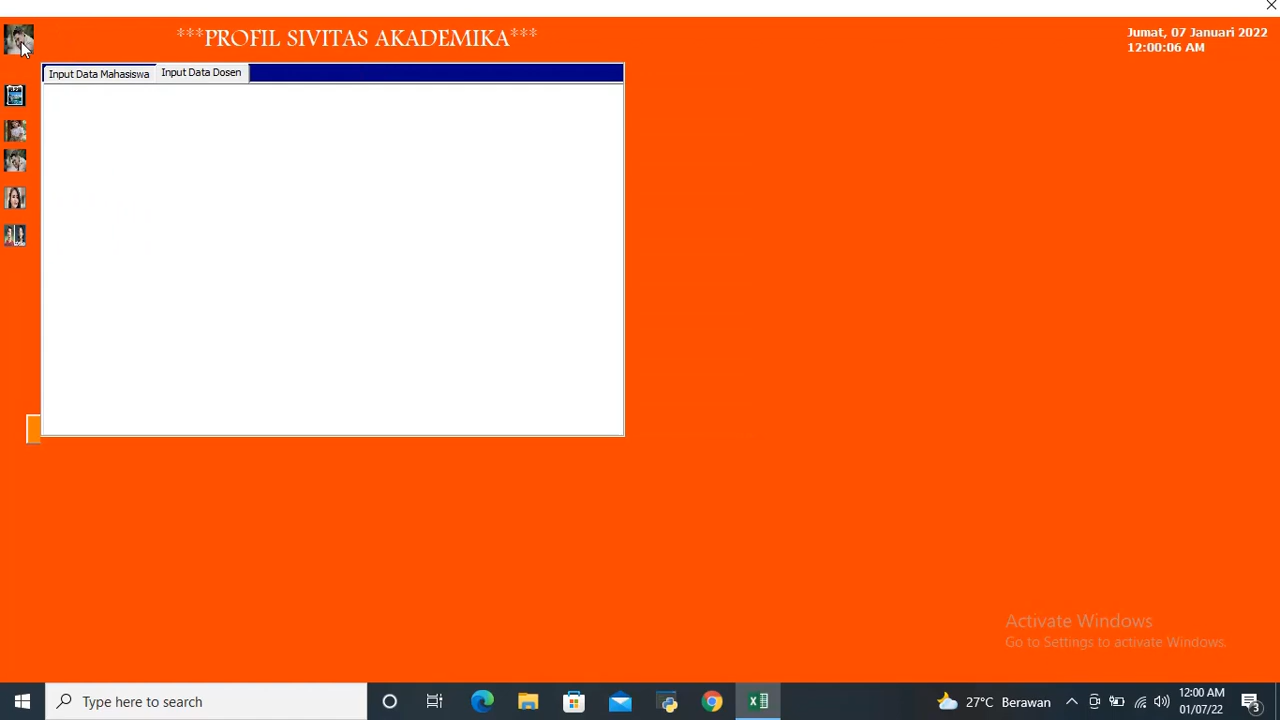 ***PROFIL SIVITAS AKADEMIKA***
Jumat, 07 Januari 2022
12:00:06 AM
Input Data Mahasiswa
Input Data Dosen
Activate Windows
Go to Settings to activate Windows.
Type here to search
27°C Berawan
12:00 AM
01/07/22
3